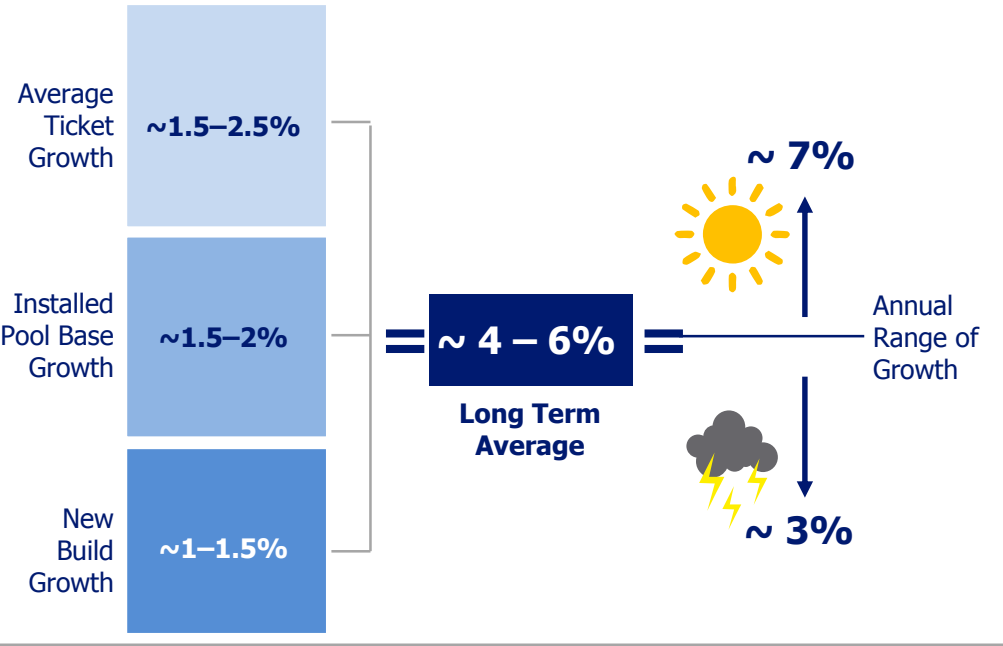 Average
Ticket
Growth
~1.5–2.5%
Installed
Pool Base
Growth
~1.5–2%
New
Build
Growth
~1–1.5%
=
~ 4 – 6%
=
Long Term
Average
~ 7%
Annual
Range of
Growth
~ 3%